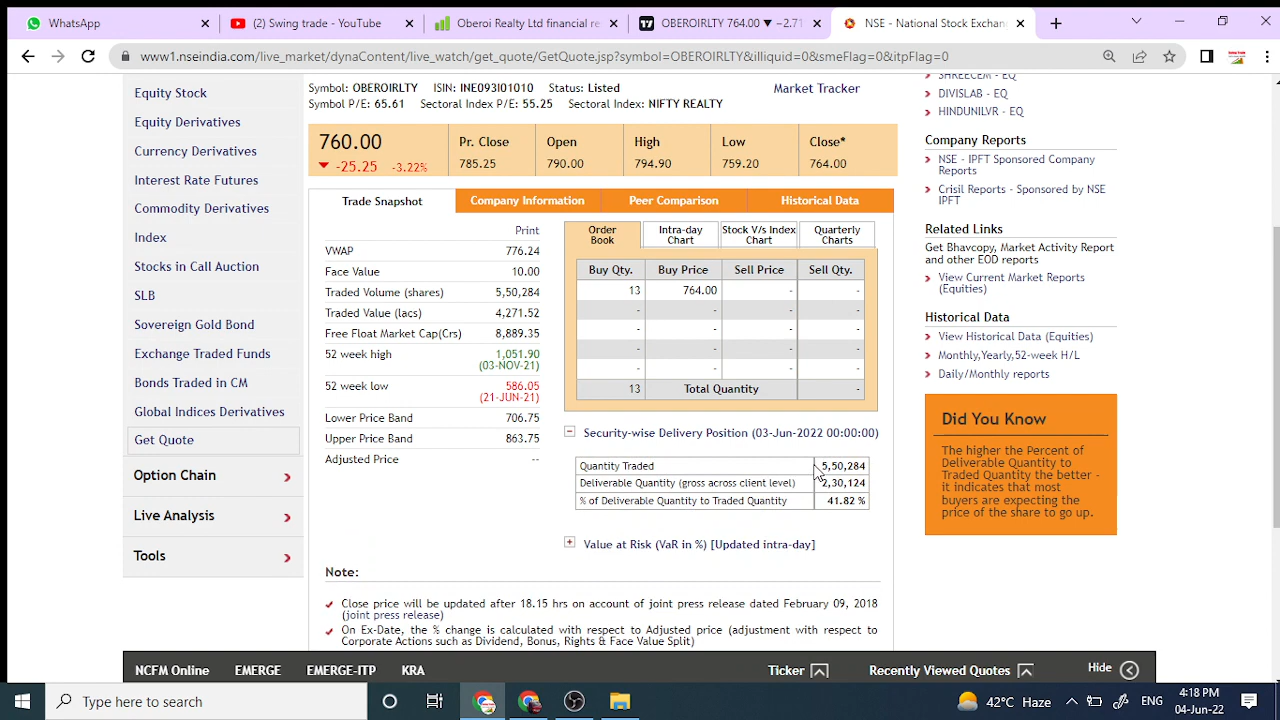 WhatsApp
(2) Swing trade - YouTube
Oberoi Realty Ltd financial re
OBEROIRLTY 764.00 ▼ −2.71
NSE - National Stock Exchan
www1.nseindia.com/live_market/dynaContent/live_watch/get_quote/GetQuote.jsp?symbol=OBEROIRLTY&illiquid=0&smeFlag=0&itpFlag=0
Equity Stock
Equity Derivatives
Currency Derivatives
Interest Rate Futures
Commodity Derivatives
Index
Stocks in Call Auction
SLB
Sovereign Gold Bond
Exchange Traded Funds
Bonds Traded in CM
Global Indices Derivatives
Get Quote
Option Chain
Live Analysis
Tools
Symbol: OBEROIRLTY ISIN: INE093I01010 Status: Listed
Symbol P/E: 65.61 Sectoral Index P/E: 55.25 Sectoral Index: NIFTY REALTY
Market Tracker
760.00 Pr. Close Open High Low Close*
-25.25 -3.22% 785.25 790.00 794.90 759.20 764.00
Trade Snapshot Company Information Peer Comparison Historical Data
Print
VWAP 776.24
Face Value 10.00
Traded Volume (shares) 5,50,284
Traded Value (lacs) 4,271.52
Free Float Market Cap(Crs) 8,889.35
52 week high 1,051.90
(03-NOV-21)
52 week low 586.05
(21-JUN-21)
Lower Price Band 706.75
Upper Price Band 863.75
Adjusted Price --
Order
Book
Intra-day
Chart
Stock V/s Index
Chart
Quarterly
Charts
Buy Qty. Buy Price Sell Price Sell Qty.
13 764.00 - -
- - - -
- - - -
- - - -
- - - -
13 Total Quantity -
Security-wise Delivery Position (03-Jun-2022 00:00:00)
Quantity Traded 5,50,284
Deliverable Quantity (gross across client level) 2,30,124
% of Deliverable Quantity to Traded Quantity 41.82 %
Value at Risk (VaR in %) [Updated intra-day]
Note:
Close price will be updated after 18.15 hrs on account of joint press release dated February 09, 2018
(joint press release)
On Ex-Date, the % change is calculated with respect to Adjusted price (adjustment with respect to
Corporate Actions such as Dividend, Bonus, Rights & Face Value Split)
SHREECEM - EQ
DIVISLAB - EQ
HINDUNILVR - EQ
Company Reports
NSE - IPFT Sponsored Company
Reports
Crisil Reports - Sponsored by NSE
IPFT
Related Links
Get Bhavcopy, Market Activity Report
and other EOD reports
View Current Market Reports
(Equities)
Historical Data
View Historical Data (Equities)
Monthly,Yearly,52-week H/L
Daily/Monthly reports
Did You Know
The higher the Percent of
Deliverable Quantity to
Traded Quantity the better -
it indicates that most
buyers are expecting the
price of the share to go up.
NCFM Online EMERGE EMERGE-ITP KRA Ticker Recently Viewed Quotes Hide
Type here to search
42°C Haze
ENG
4:18 PM
04-Jun-22